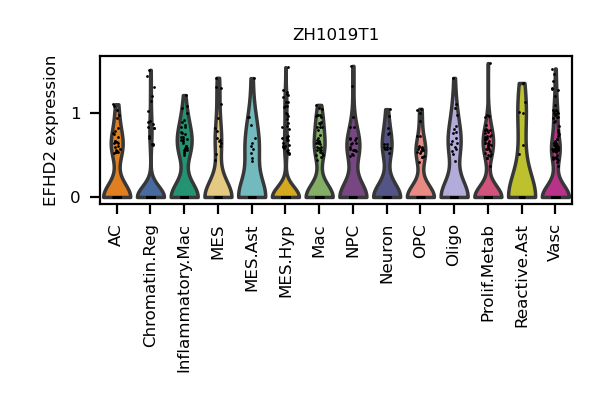 ZH1019T1
EFHD2 expression
1
0
AC
Chromatin.Reg
Inflammatory.Mac
MES
MES.Ast
MES.Hyp
Mac
NPC
Neuron
OPC
Oligo
Prolif.Metab
Reactive.Ast
Vasc